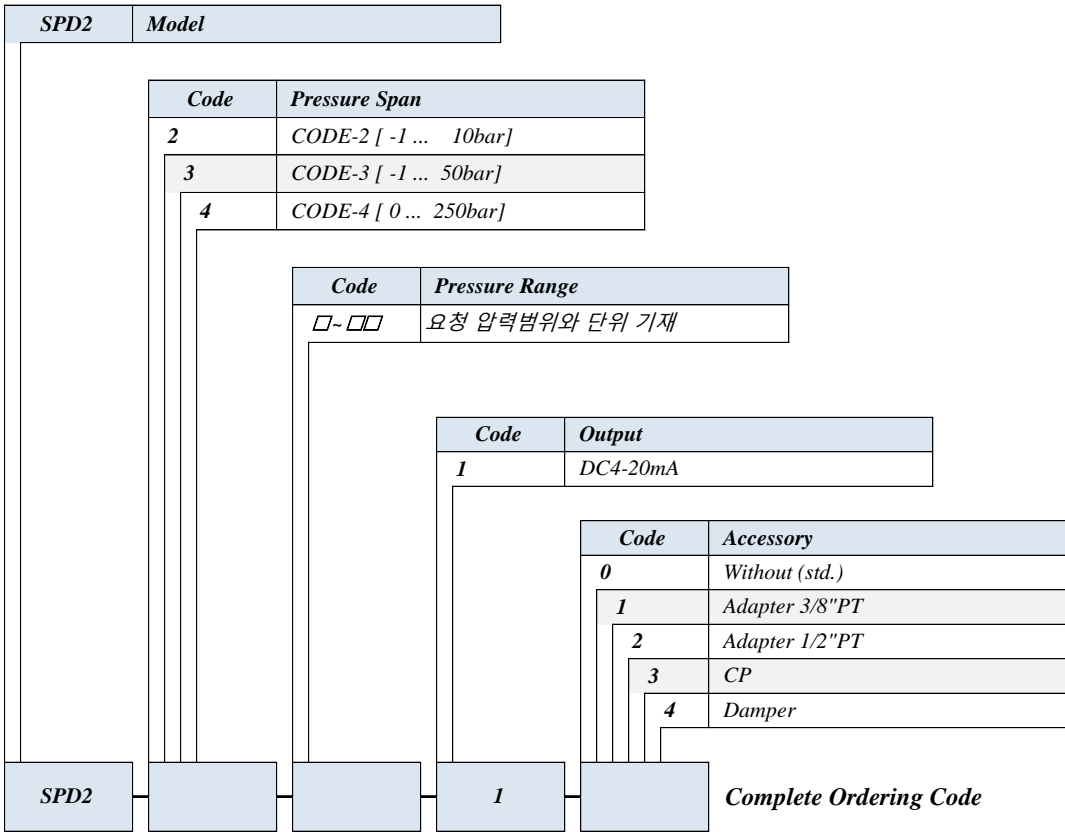 SPD2 Model
Code Pressure Span
2 CODE-2 [ -1 ... 10bar]
3 CODE-3 [ -1 ... 50bar]
4 CODE-4 [ 0 ... 250bar]
Code Pressure Range
□~□□ 요청 압력범위와 단위 기재
Code Output
1 DC4-20mA
Code Accessory
0 Without (std.)
1 Adapter 3/8"PT
2 Adapter 1/2"PT
3 CP
4 Damper
SPD2 1 Complete Ordering Code